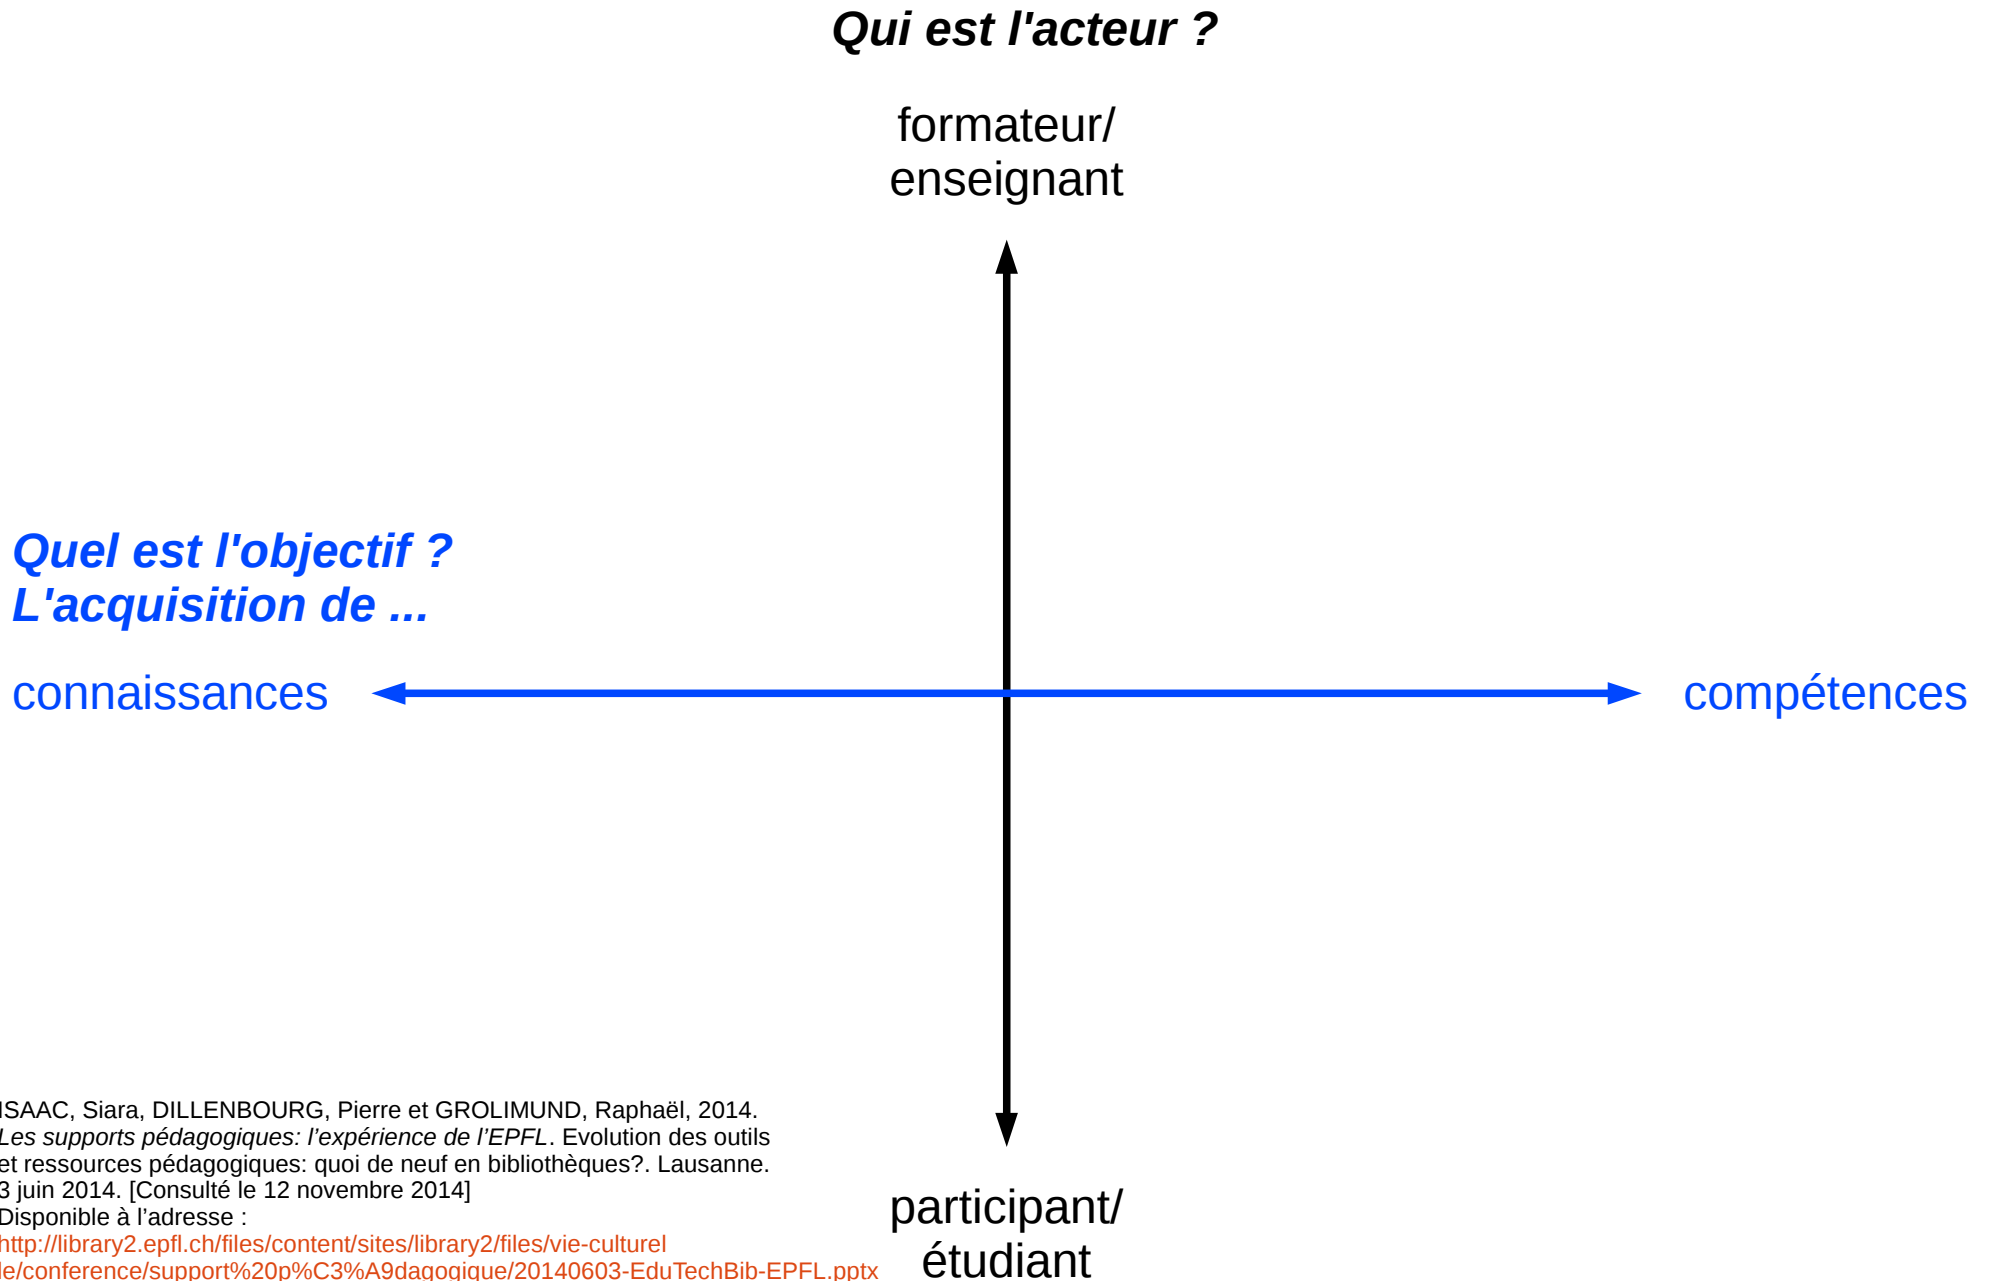 Qui est l'acteur ?
formateur/
enseignant
Quel est l'objectif ?
L'acquisition de ...
connaissances
compétences
ISAAC, Siara, DILLENBOURG, Pierre et GROLIMUND, Raphaël, 2014.
Les supports pédagogiques: l’expérience de l’EPFL. Evolution des outils
et ressources pédagogiques: quoi de neuf en bibliothèques?. Lausanne.
3 juin 2014. [Consulté le 12 novembre 2014]
Disponible à l’adresse :
http://library2.epfl.ch/files/content/sites/library2/files/vie-culturel
le/conference/support%20p%C3%A9dagogique/20140603-EduTechBib-EPFL.pptx
participant/
étudiant